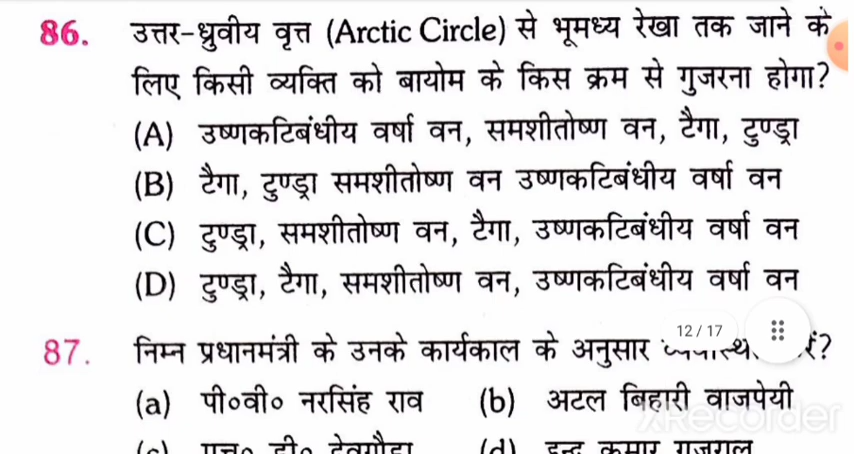 86. उत्तर-ध्रुवीय वृत्त (Arctic Circle) से भूमध्य रेखा तक जाने के
लिए किसी व्यक्ति को बायोम के किस क्रम से गुजरना होगा?
(A) उष्णकटिबंधीय वर्षा वन, समशीतोष्ण वन, टैगा, टुण्ड्रा
(B) टैगा, टुण्ड्रा समशीतोष्ण वन उष्णकटिबंधीय वर्षा वन
(C) टुण्ड्रा, समशीतोष्ण वन, टैगा, उष्णकटिबंधीय वर्षा वन
(D) टुण्ड्रा, टैगा, समशीतोष्ण वन, उष्णकटिबंधीय वर्षा वन
12 / 17
87. निम्न प्रधानमंत्री के उनके कार्यकाल के अनुसार
(a) पी०वी० नरसिंह राव (b) अटल बिहारी वाजपेयी
XRecorder